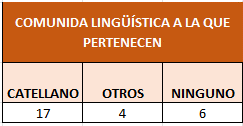 COMUNIDA LINGÜÍSTICA A LA QUE
PERTENECEN
CATELLANO OTROS NINGUNO
17 4 6